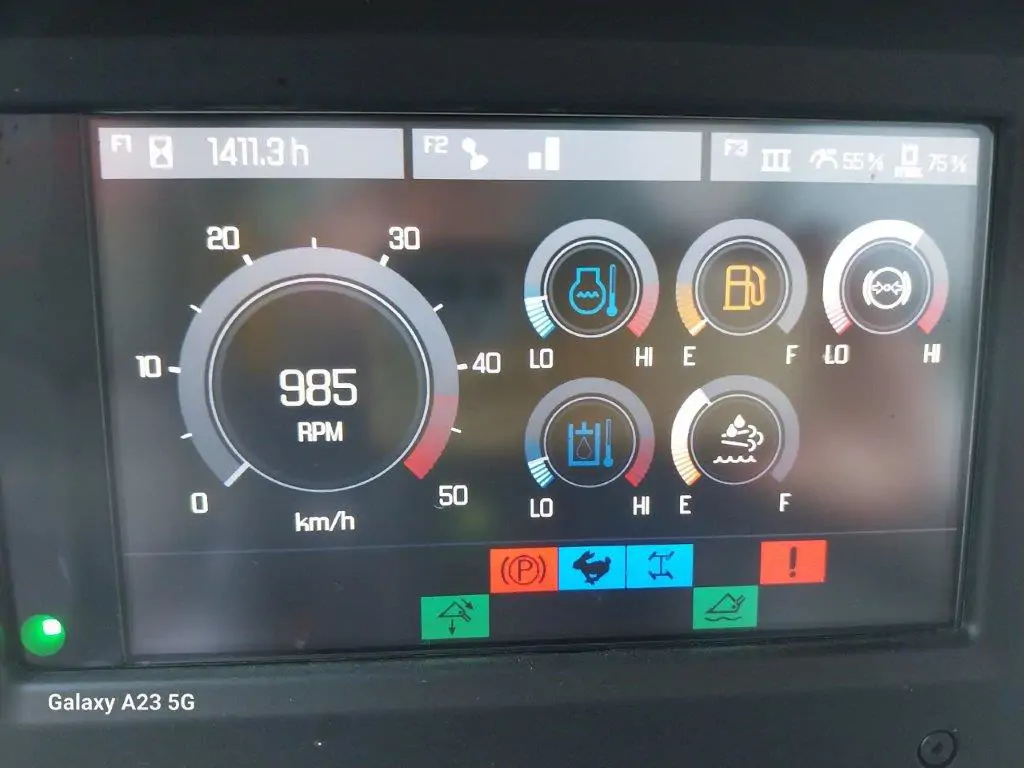 F1 1411.3 h
F2
F3 III 55 % 75 %
20 30
10 40
985
RPM
0 50
km/h
LO HI E F LO HI
LO HI E F
(P) !
Galaxy A23 5G